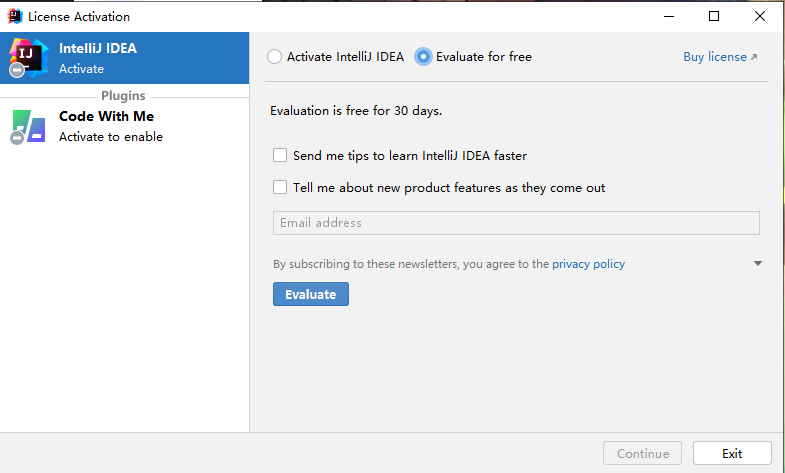 License Activation
IntelliJ IDEA
Activate
Plugins
Code With Me
Activate to enable
Activate IntelliJ IDEA
Evaluate for free
Buy license
Evaluation is free for 30 days.
Send me tips to learn IntelliJ IDEA faster
Tell me about new product features as they come out
Email address
By subscribing to these newsletters, you agree to the privacy policy
Evaluate
Continue
Exit